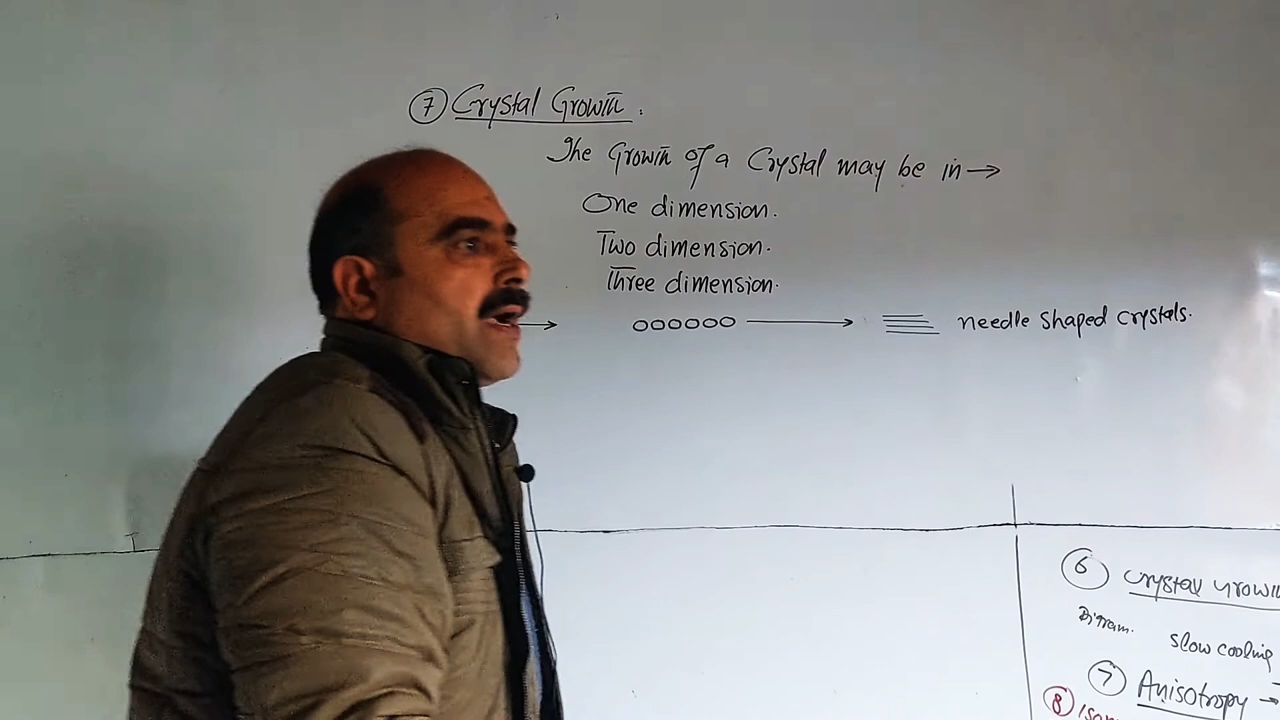 ⑦ Crystal Growth.
The Growth of a Crystal may be in →
One dimension.
Two dimension.
Three dimension.
→ oooooo → needle shaped crystals.
⑥ Crystal Growth
slow cooling
⑦ Anisotropy →
⑧